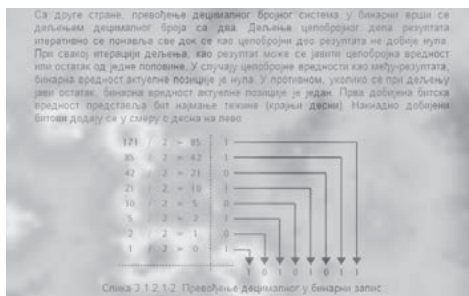 Са друге стране, превођење децималног бројног система у бинарни врши се
дељењем децималног броја са два. Дељење целобројног дела резултата
итеративно се понавља све док се као целобројни део резултата не добије нула.
При свакој итерацији дељења, као резултат може се јавити целобројна вредност
или остатак од једне половине. У случају целобројне вредности као међурезултата,
бинарна вредност актуелне позиције је нула. У противном, уколико се при дељењу
јави остатак, бинарна вредност актуелне позиције је један. Прва добијена битска
вредност представља бит најмање тежине (крајњи десни). Накнадно добијени
битови додају се у смеру с десна на лево
171 / 2 = 85 1
85 / 2 = 42 1
42 / 2 = 21 0
21 / 2 = 10 1
10 / 2 = 5 0
5 / 2 = 2 1
2 / 2 = 1 0
1 / 2 = 0 1
1 0 1 0 1 0 1 1
Слика 3.1.2.1-2. Превођење децималног у бинарни запис